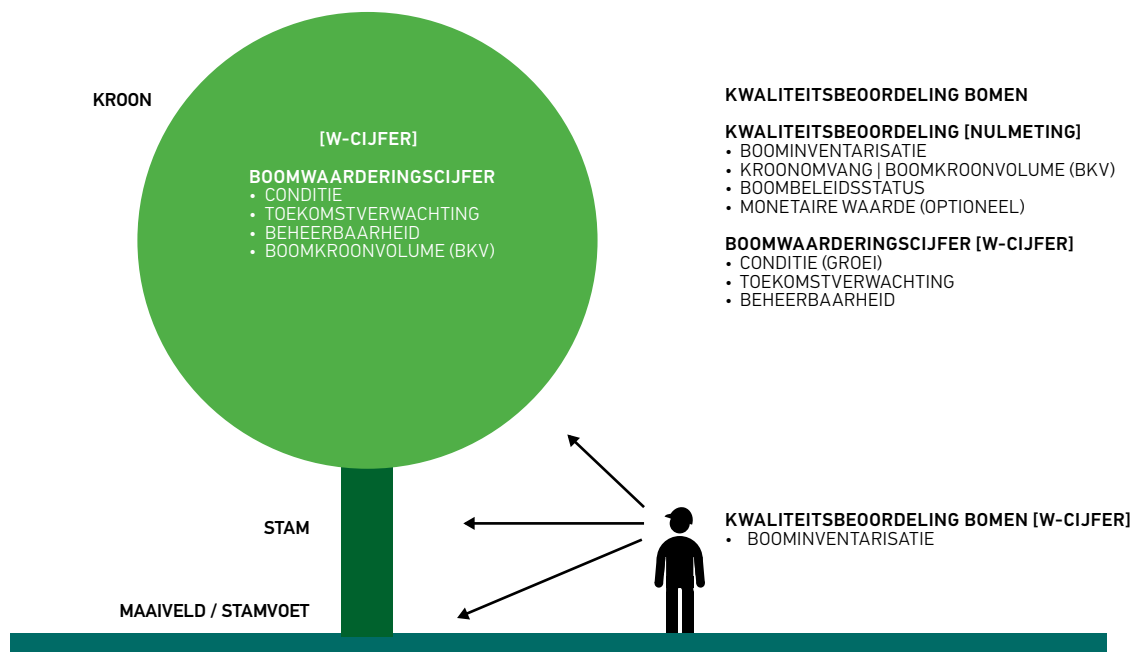 KROON
[W-CIJFER]
BOOMWAARDERINGSCIJFER
• CONDITIE
• TOEKOMSTVERWACHTING
• BEHEERBAARHEID
• BOOMKROONVOLUME (BKV)
KWALITEITSBEOORDELING BOMEN
KWALITEITSBEOORDELING [NULMETING]
• BOOMINVENTARISATIE
• KROONOMVANG | BOOMKROONVOLUME (BKV)
• BOOMBELEIDSSTATUS
• MONETAIRE WAARDE (OPTIONEEL)
BOOMWAARDERINGSCIJFER [W-CIJFER]
• CONDITIE (GROEI)
• TOEKOMSTVERWACHTING
• BEHEERBAARHEID
STAM
KWALITEITSBEOORDELING BOMEN [W-CIJFER]
• BOOMINVENTARISATIE
MAAIVELD / STAMVOET